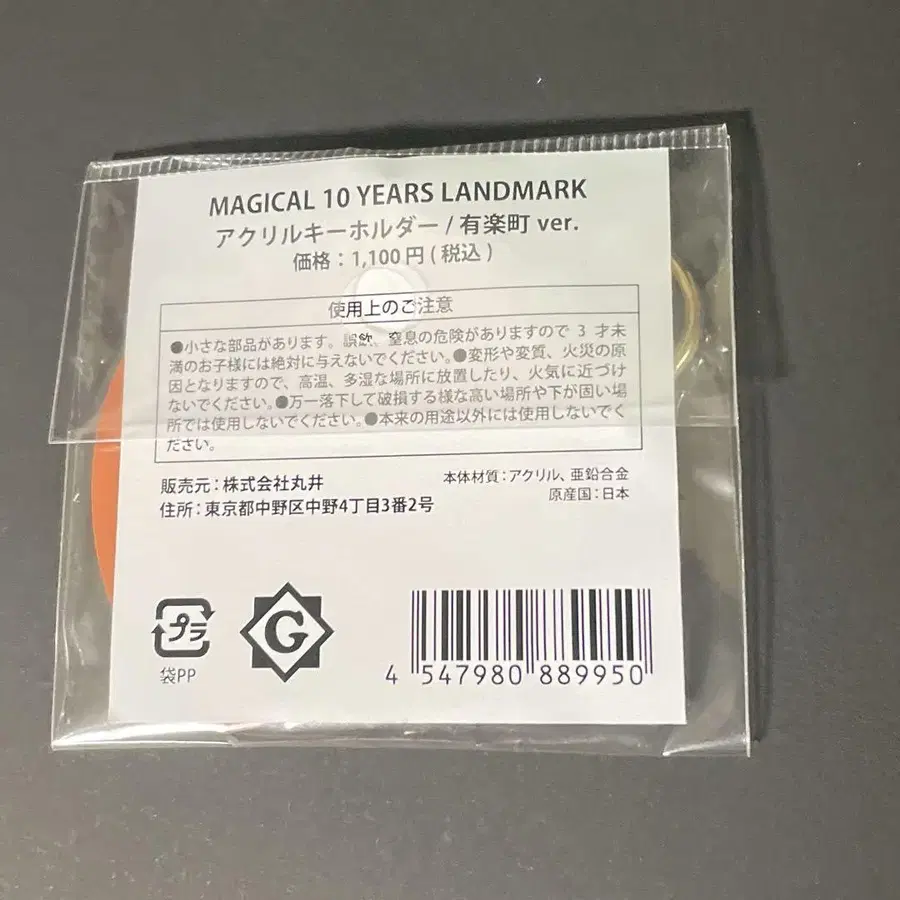 MAGICAL 10 YEARS LANDMARK
アクリルキーホルダー / 有楽町 ver.
価格：1,100円 ( 税込 )
使用上のご注意
●小さな部品があります。誤飲、窒息の危険がありますので 3 才未
満のお子様には絶対に与えないでください。●変形や変質、火災の原
因となりますので、高温、多湿な場所に放置したり、火気に近づけ
ないでください。●万一落下して破損する様な高い場所や下が固い場
所では使用しないでください。●本来の用途以外には使用しないでく
ださい。
販売元：株式会社丸井
住所：東京都中野区中野4丁目3番2号
本体材質：アクリル、亜鉛合金
原産国：日本
プラ
袋PP
G
4 547980 889950